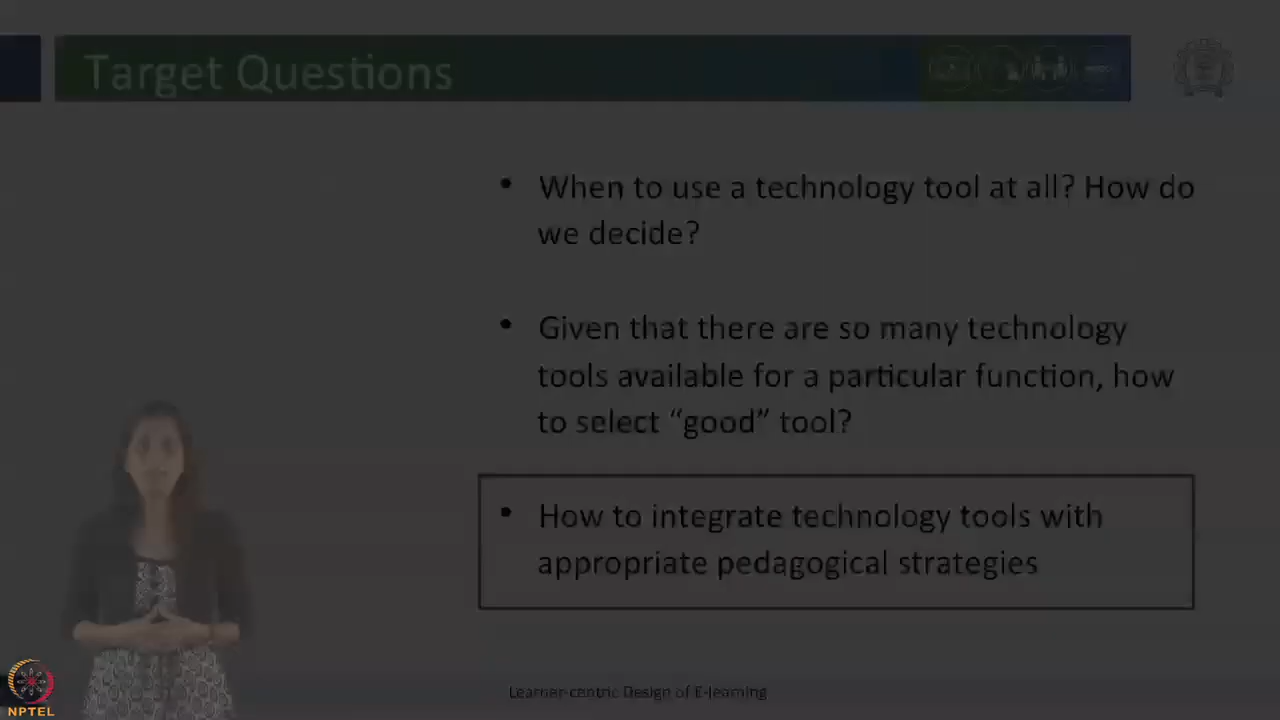 Target Questions
• When to use a technology tool at all? How do
we decide?
• Given that there are so many technology
tools available for a particular function, how
to select “good” tool?
• How to integrate technology tools with
appropriate pedagogical strategies
Learner-centric Design of E-learning
NPTEL